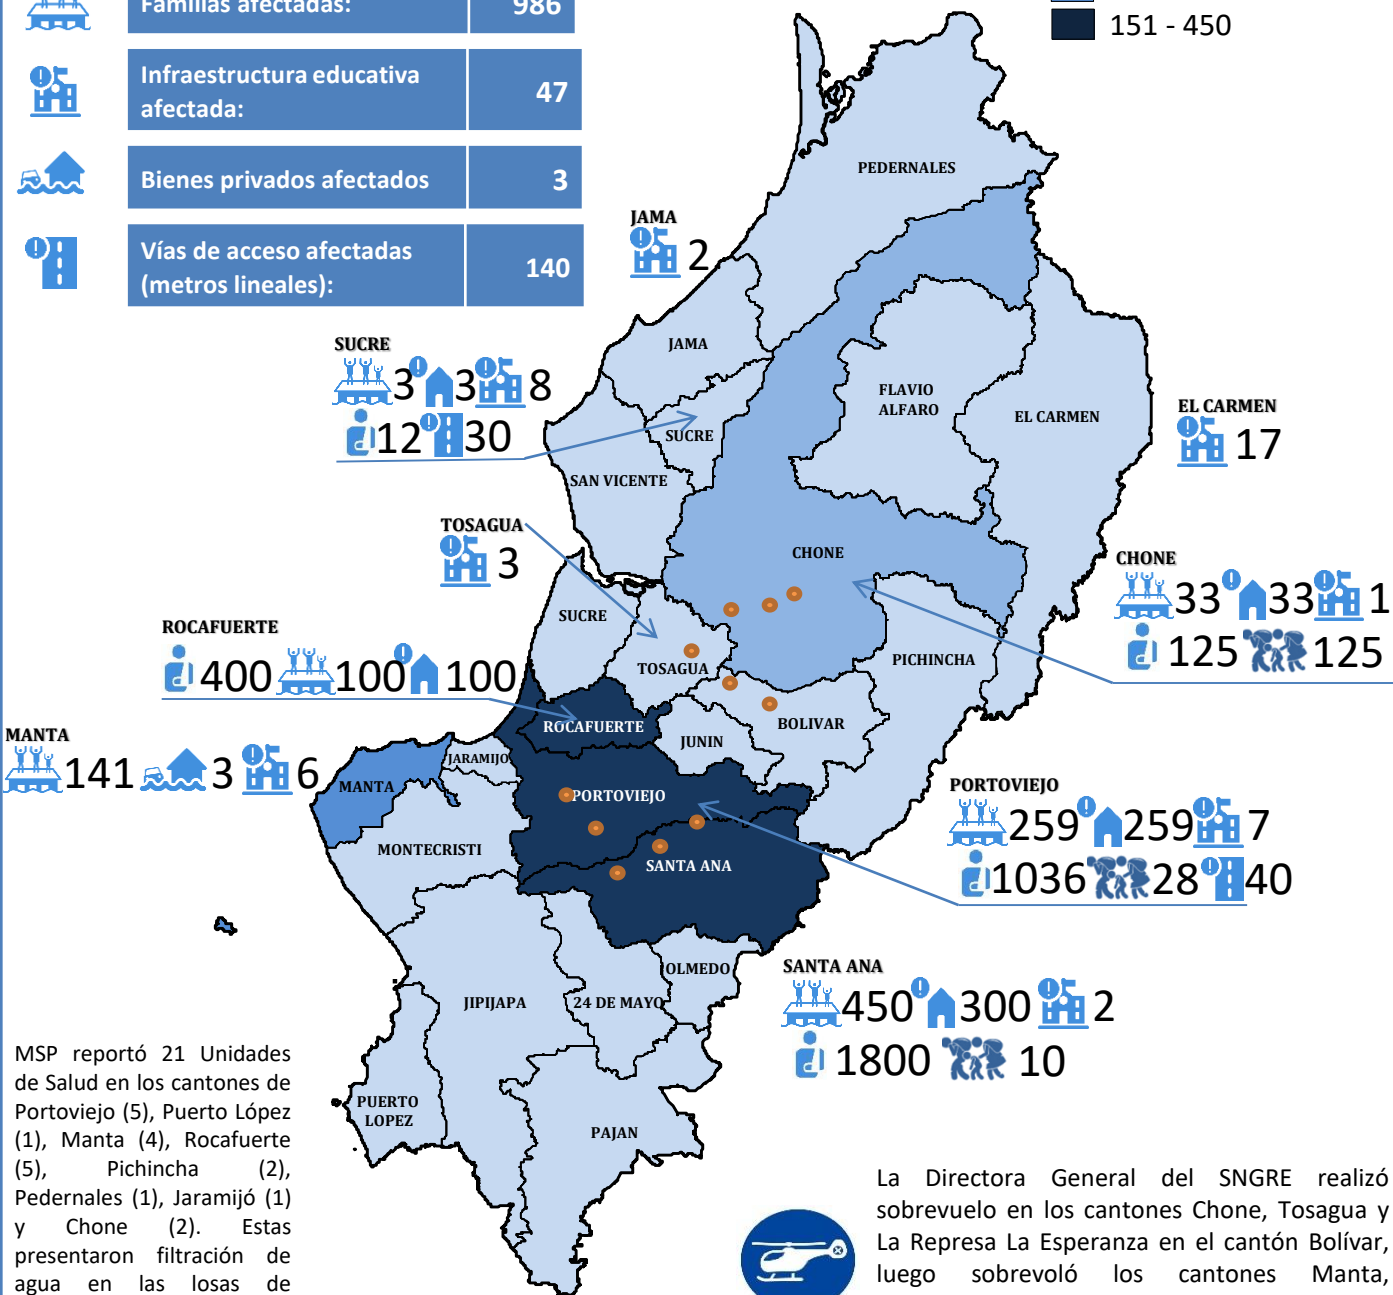 Familias afectadas: 986
151 - 450
Infraestructura educativa
afectada: 47
Bienes privados afectados 3
Vías de acceso afectadas
(metros lineales): 140
PEDERNALES
JAMA
2
JAMA
SUCRE
3 3 8
12 30
SUCRE
SAN VICENTE
FLAVIO
ALFARO
EL CARMEN
EL CARMEN
17
TOSAGUA
3
CHONE
CHONE
33 33 1
125 125
SUCRE
TOSAGUA
PICHINCHA
ROCAFUERTE
400 100 100
ROCAFUERTE
JUNIN
BOLIVAR
MANTA
141 3 6
MANTA
JARAMIJO
PORTOVIEJO
PORTOVIEJO
259 259 7
1036 28 40
MONTECRISTI
SANTA ANA
SANTA ANA
450 300 2
1800 10
OLMEDO
JIPIJAPA
24 DE MAYO
PUERTO
LOPEZ
PAJAN
MSP reportó 21 Unidades
de Salud en los cantones de
Portoviejo (5), Puerto López
(1), Manta (4), Rocafuerte
(5), Pichincha (2),
Pedernales (1), Jaramijó (1)
y Chone (2). Estas
presentaron filtración de
agua en las losas de
La Directora General del SNGRE realizó
sobrevuelo en los cantones Chone, Tosagua y
La Represa La Esperanza en el cantón Bolívar,
luego sobrevoló los cantones Manta,